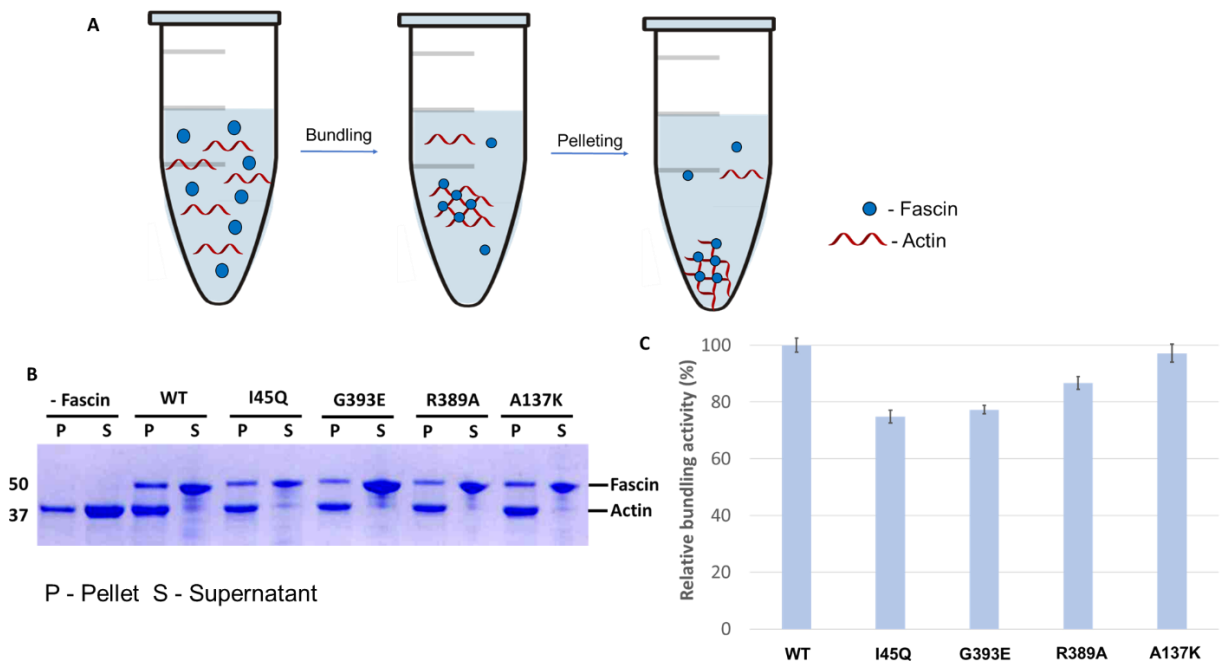 A
Bundling
Pelleting
- Fascin
- Actin
B
- Fascin WT I45Q G393E R389A A137K
P S P S P S P S P S P S
50
Fascin
37
Actin
P - Pellet S - Supernatant
C
Relative bundling activity (%)
100
80
60
40
20
0
WT I45Q G393E R389A A137K